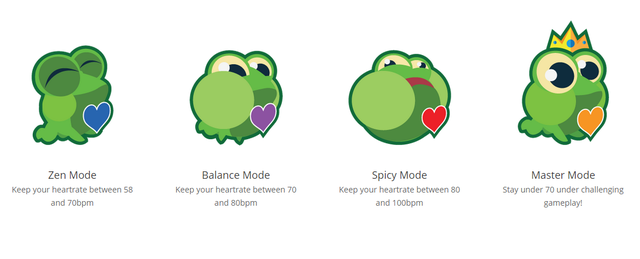 Zen Mode
Keep your heartrate between 58
and 70bpm
Balance Mode
Keep your heartrate between 70
and 80bpm
Spicy Mode
Keep your heartrate between 80
and 100bpm
Master Mode
Stay under 70 under challenging
gameplay!